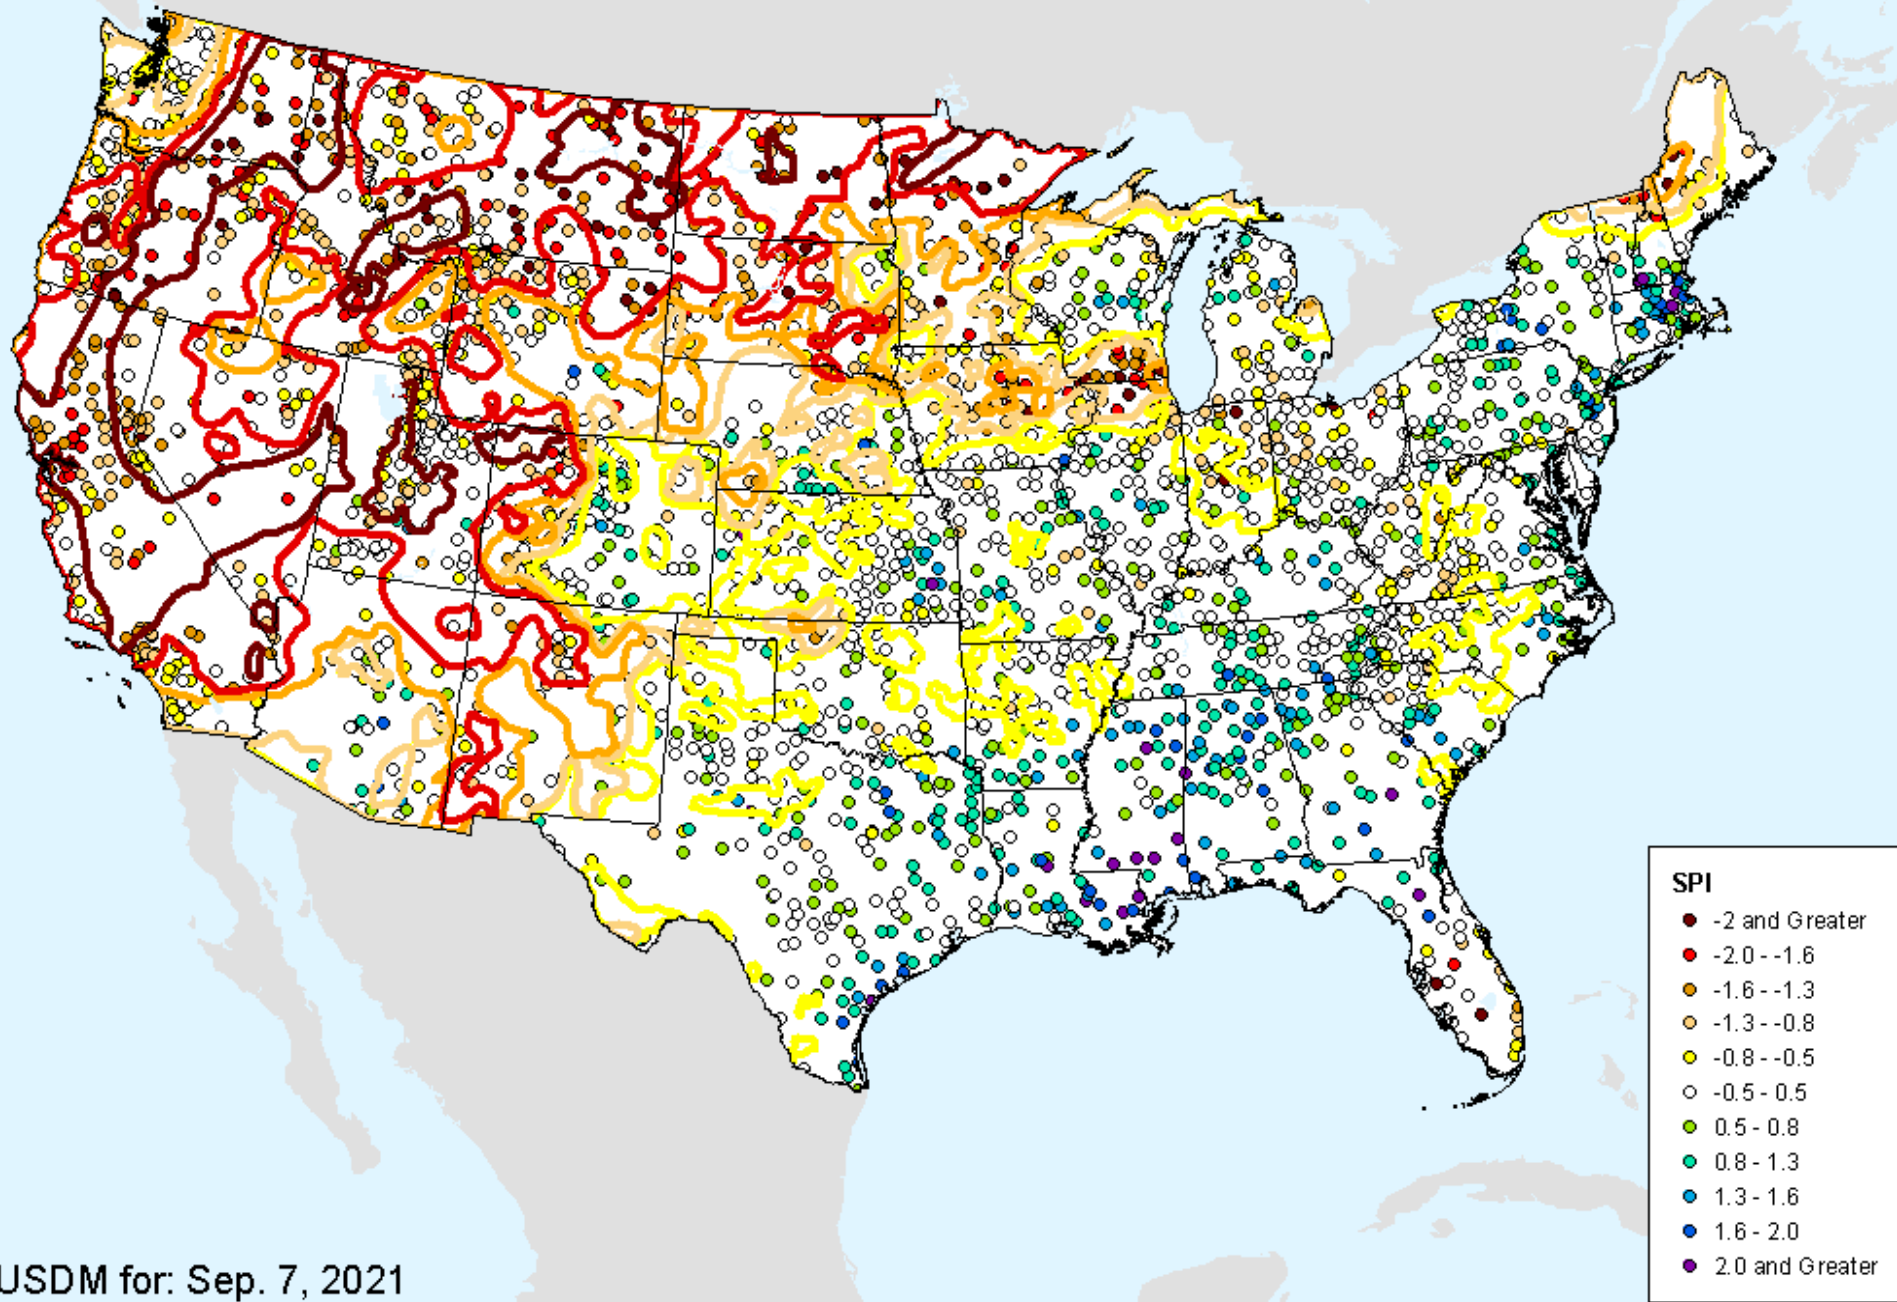 SPI
-2 and Greater
-2.0 - -1.6
-1.6 - -1.3
-1.3 - -0.8
-0.8 - -0.5
-0.5 - 0.5
0.5 - 0.8
0.8 - 1.3
1.3 - 1.6
1.6 - 2.0
2.0 and Greater
USDM for: Sep. 7, 2021